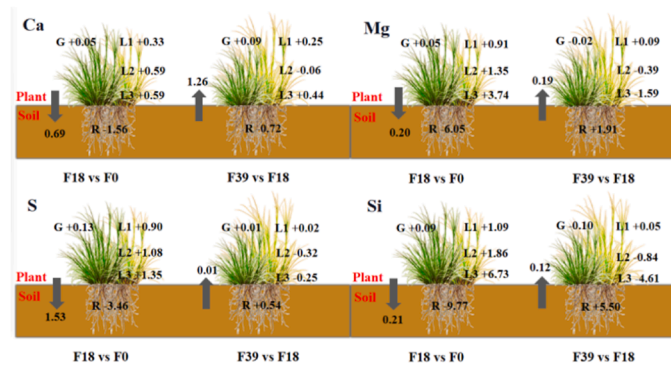 Ca
G +0.05 L1 +0.33
L2 +0.59
L3 +0.59
Plant
Soil
0.69
R -1.56
F18 vs F0
G +0.09 L1 +0.25
L2 -0.06
L3 +0.44
1.26
R -0.72
F39 vs F18
Mg
G +0.05 L1 +0.91
L2 +1.35
L3 +3.74
Plant
Soil
0.20
R -6.05
F18 vs F0
G -0.02 L1 +0.09
L2 -0.39
L3 -1.59
0.19
R +1.91
F39 vs F18
S
G +0.13 L1 +0.90
L2 +1.08
L3 +1.35
Plant
Soil
1.53
R -3.46
F18 vs F0
G +0.01 L1 +0.02
L2 -0.32
L3 -0.25
0.01
R +0.54
F39 vs F18
Si
G +0.09 L1 +1.09
L2 +1.86
L3 +6.73
Plant
Soil
0.21
R -9.77
F18 vs F0
G -0.10 L1 +0.05
L2 -0.84
L3 -4.61
0.12
R +5.50
F39 vs F18